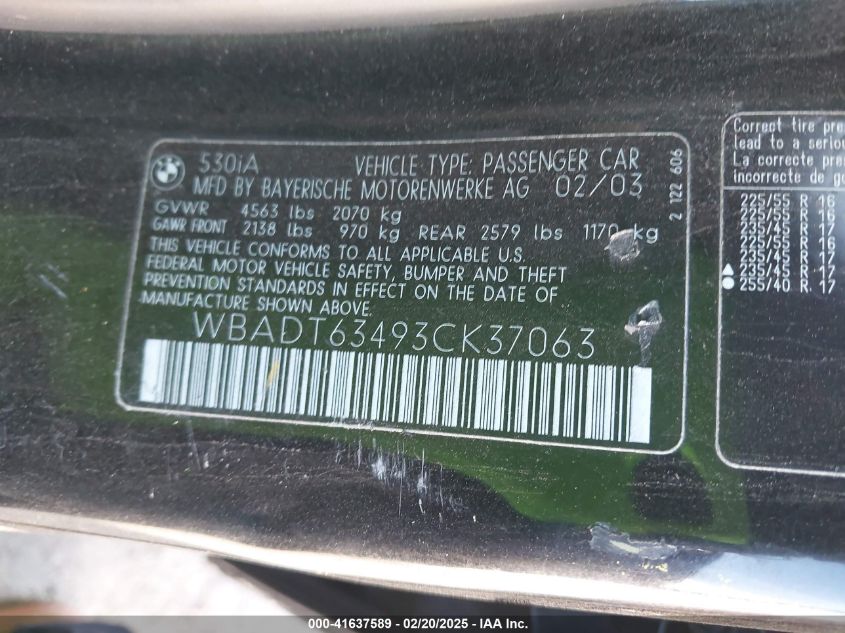 BMW
530iA VEHICLE TYPE: PASSENGER CAR
MFD BY BAYERISCHE MOTORENWERKE AG 02/03
GVWR 4563 lbs 2070 kg
GAWR FRONT 2138 lbs 970 kg REAR 2579 lbs 1170 kg
THIS VEHICLE CONFORMS TO ALL APPLICABLE U.S.
FEDERAL MOTOR VEHICLE SAFETY, BUMPER AND THEFT
PREVENTION STANDARDS IN EFFECT ON THE DATE OF
MANUFACTURE SHOWN ABOVE.
WBADT63493CK37063
2 122 606
Correct tire pres
lead to a seriou
La correcte pre
incorrecte de go
225/55 R 16
225/55 R 16
235/45 R 17
225/55 R 16
235/45 R 17
235/45 R 17
255/40 R 17
000-41637589 - 02/20/2025 - IAA Inc.